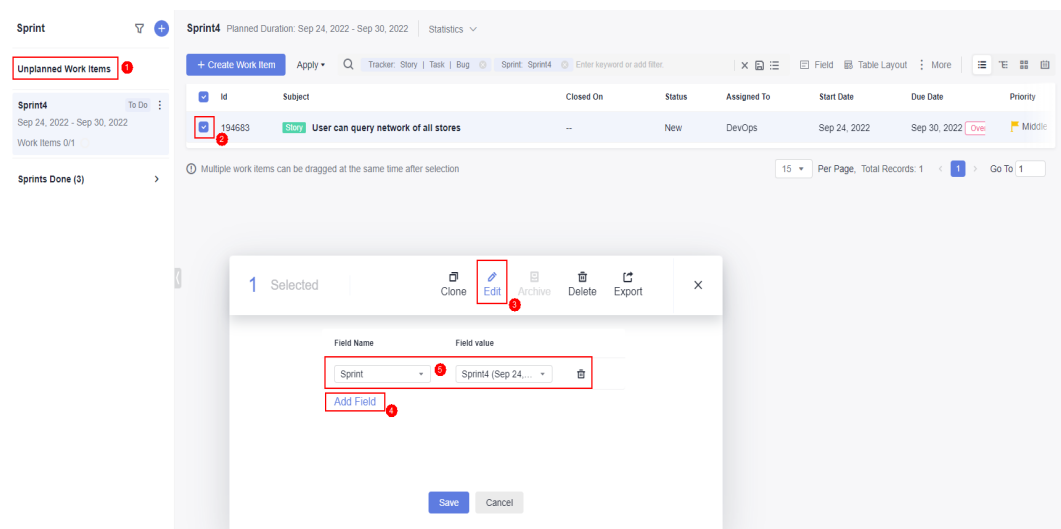 Sprint
Unplanned Work Items 1
Sprint4 To Do
Sep 24, 2022 - Sep 30, 2022
Work Items 0/1
Sprints Done (3)
Sprint4 Planned Duration: Sep 24, 2022 - Sep 30, 2022 Statistics
+ Create Work Item Apply Tracker: Story | Task | Bug Sprint: Sprint4 Enter keyword or add filter. Field Table Layout More
Id Subject Closed On Status Assigned To Start Date Due Date Priority
194683 Story User can query network of all stores -- New DevOps Sep 24, 2022 Sep 30, 2022 Middle
2
Multiple work items can be dragged at the same time after selection 15 Per Page, Total Records: 1 < 1 > Go To 1
1 Selected Clone Edit Archive Delete Export
3
Field Name Field value
Sprint 5 Sprint4 (Sep 24,...
Add Field 4
Save Cancel